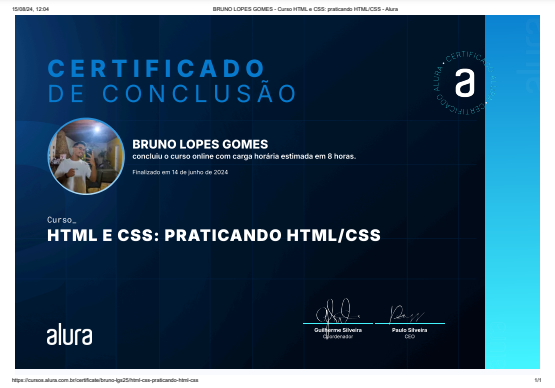 15/08/24, 12:04
BRUNO LOPES GOMES - Curso HTML e CSS: praticando HTML/CSS - Alura
CERTIFICADO
DE CONCLUSÃO
ALURA • CERTIFICADO
a
BRUNO LOPES GOMES
concluiu o curso online com carga horária estimada em 8 horas.
Finalizado em 14 de junho de 2024
Curso_
HTML E CSS: PRATICANDO HTML/CSS
alura
Guilherme Silveira
Coordenador
Paulo Silveira
CEO
https://cursos.alura.com.br/certificate/bruno-lgs25/html-css-praticando-html-css
1/1